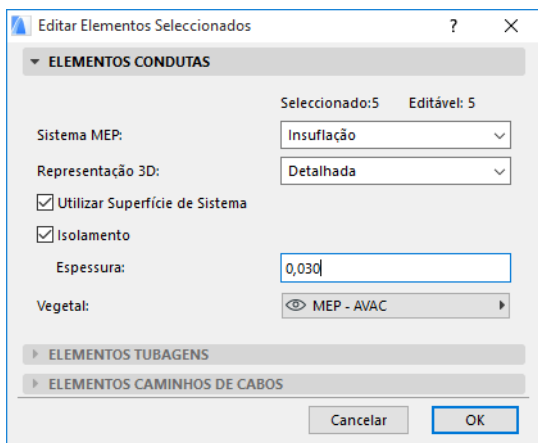 Editar Elementos Seleccionados ?
ELEMENTOS CONDUTAS
Seleccionado:5 Editável: 5
Sistema MEP: Insuflação
Representação 3D: Detalhada
Utilizar Superfície de Sistema
Isolamento
Espessura: 0,030
Vegetal: MEP - AVAC
ELEMENTOS TUBAGENS
ELEMENTOS CAMINHOS DE CABOS
Cancelar OK